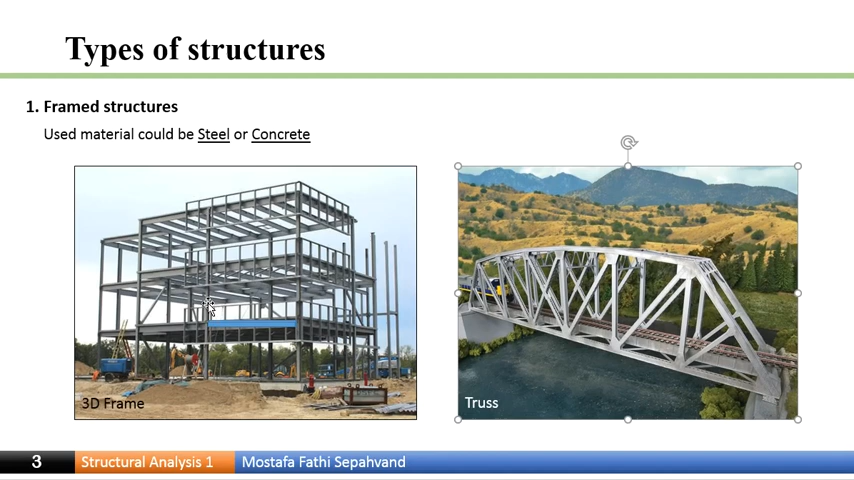 Types of structures
1. Framed structures
Used material could be Steel or Concrete
3D Frame
Truss
3
Structural Analysis 1
Mostafa Fathi Sepahvand